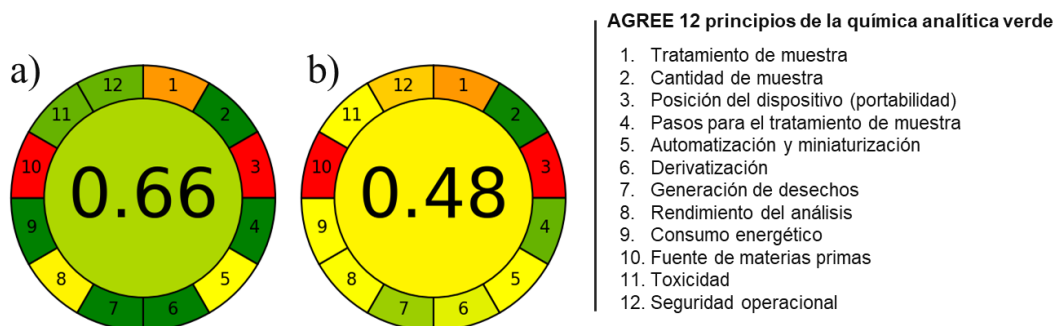 AGREE 12 principios de la química analítica verde
a)
12
1
11
2
10
3
0.66
9
4
8
5
7
6
b)
12
1
11
2
10
3
0.48
9
4
8
5
7
6
1. Tratamiento de muestra
2. Cantidad de muestra
3. Posición del dispositivo (portabilidad)
4. Pasos para el tratamiento de muestra
5. Automatización y miniaturización
6. Derivatización
7. Generación de desechos
8. Rendimiento del análisis
9. Consumo energético
10. Fuente de materias primas
11. Toxicidad
12. Seguridad operacional